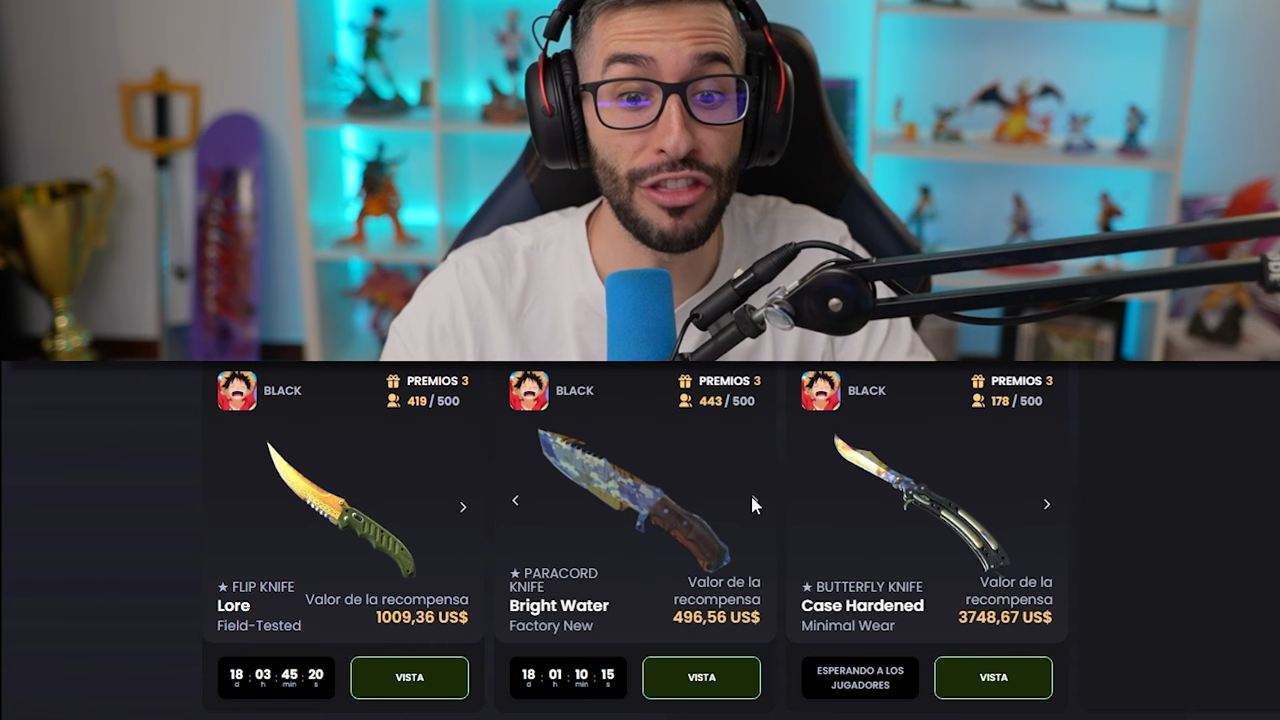 BLACK
PREMIOS 3
419 / 500
★ FLIP KNIFE
Lore
Field-Tested
Valor de la recompensa
1009,36 US$
18 : 03 : 45 : 20
d h min s
VISTA
BLACK
PREMIOS 3
443 / 500
★ PARACORD
KNIFE
Bright Water
Factory New
Valor de la
recompensa
496,56 US$
18 : 01 : 10 : 15
d h min s
VISTA
BLACK
PREMIOS 3
178 / 500
★ BUTTERFLY KNIFE
Case Hardened
Minimal Wear
Valor de la
recompensa
3748,67 US$
ESPERANDO A LOS
JUGADORES
VISTA